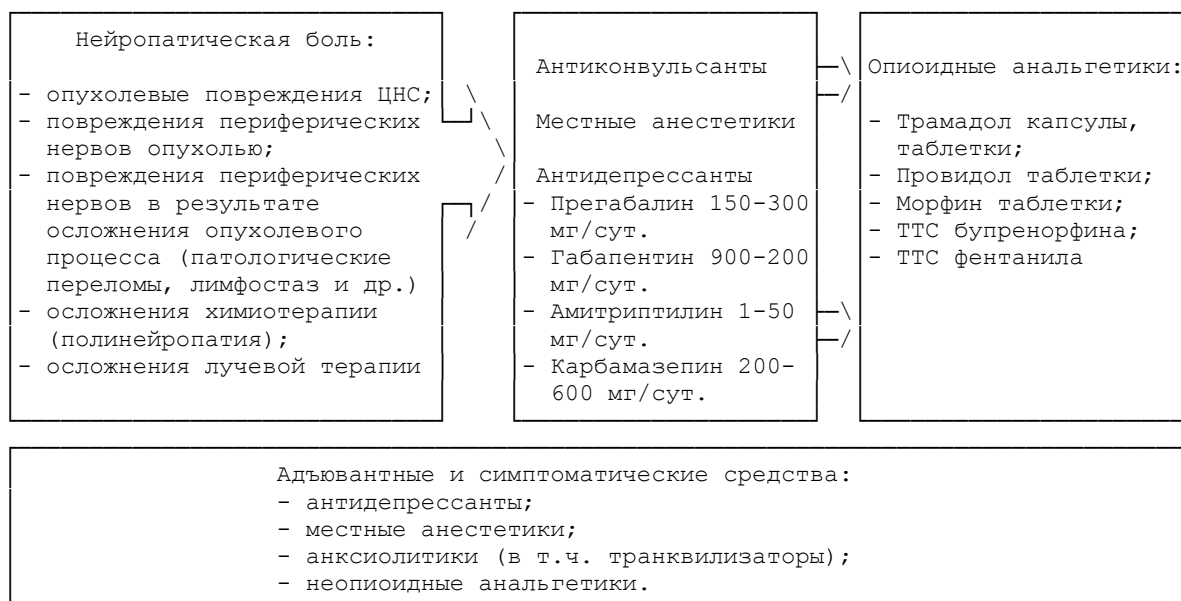 Нейропатическая боль:
- опухолевые повреждения ЦНС;
- повреждения периферических
нервов опухолью;
- повреждения периферических
нервов в результате
осложнения опухолевого
процесса (патологические
переломы, лимфостаз и др.)
- осложнения химиотерапии
(полинейропатия);
- осложнения лучевой терапии
Антиконвульсанты
Местные анестетики
Антидепрессанты
- Прегабалин 150-300
мг/сут.
- Габапентин 900-200
мг/сут.
- Амитриптилин 1-50
мг/сут.
- Карбамазепин 200-
600 мг/сут.
Опиоидные анальгетики:
- Трамадол капсулы,
таблетки;
- Провидол таблетки;
- Морфин таблетки;
- ТТС бупренорфина;
- ТТС фентанила
Адъювантные и симптоматические средства:
- антидепрессанты;
- местные анестетики;
- анксиолитики (в т.ч. транквилизаторы);
- неопиоидные анальгетики.